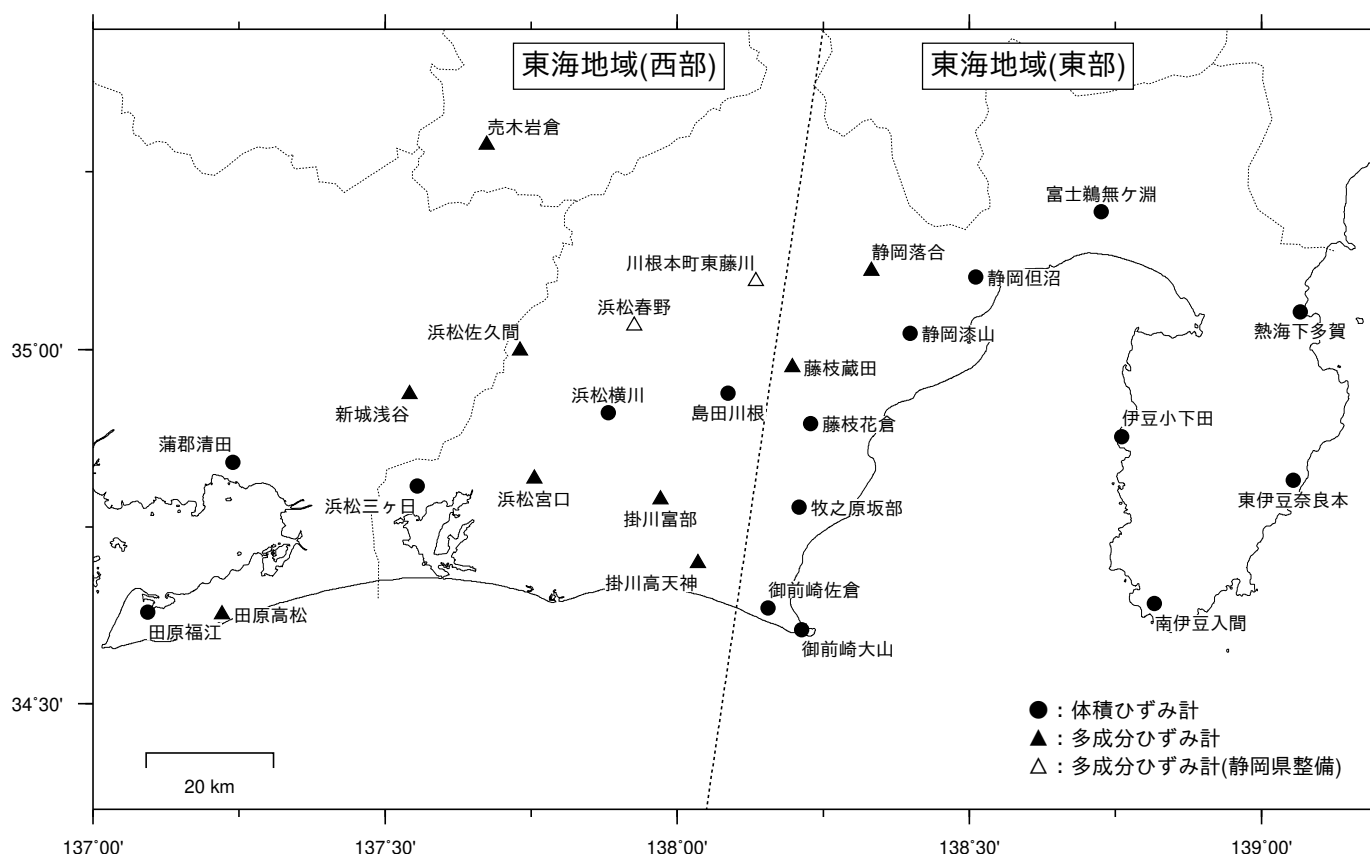 東海地域(西部)
東海地域(東部)
売木岩倉
富士鵜無ケ淵
静岡落合
川根本町東藤川
静岡但沼
浜松春野
浜松佐久間
静岡漆山
熱海下多賀
35°00'
藤枝蔵田
浜松横川
島田川根
新城浅谷
伊豆小下田
藤枝花倉
蒲郡清田
浜松三ヶ日
浜松宮口
東伊豆奈良本
掛川富部
牧之原坂部
掛川高天神
御前崎佐倉
田原高松
田原福江
南伊豆入間
御前崎大山
34°30'
●：体積ひずみ計
▲：多成分ひずみ計
△：多成分ひずみ計(静岡県整備)
20 km
137°00'
137°30'
138°00'
138°30'
139°00'